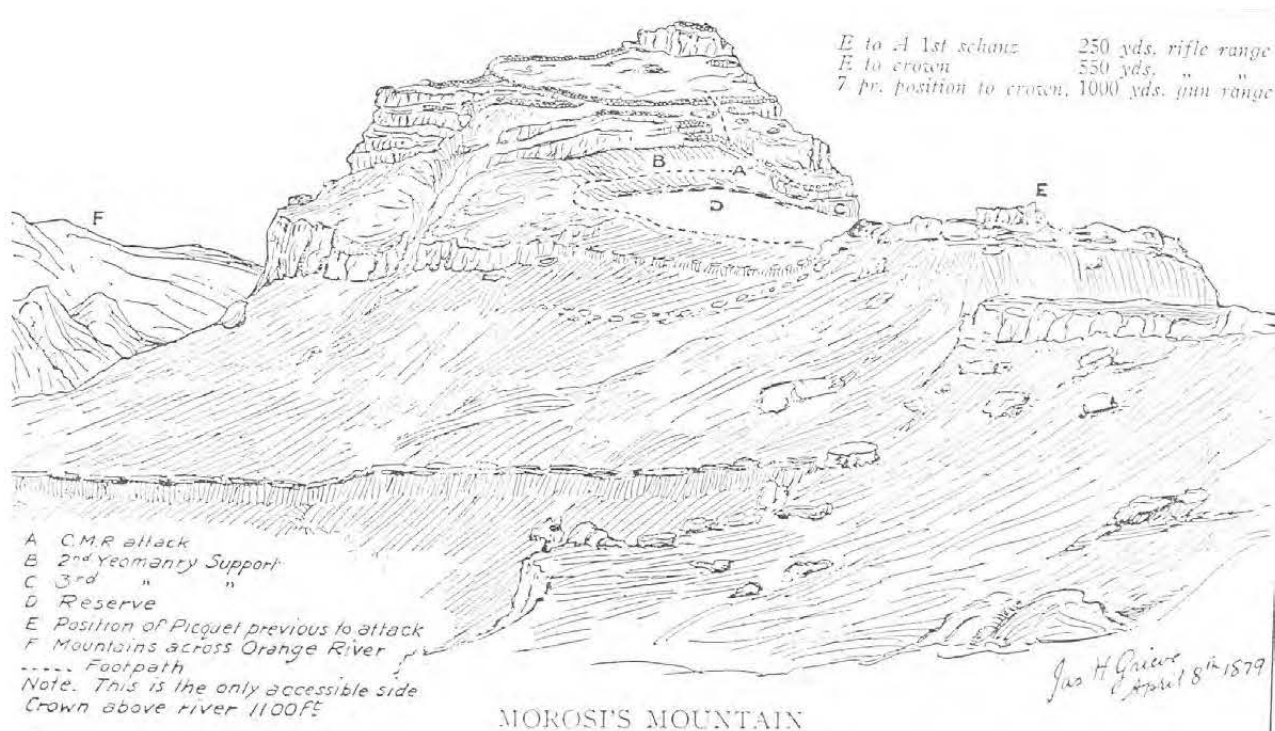 E to A 1st schanz 250 yds. rifle range
E to crown 550 yds. „ „
7 pr. position to crown, 1000 yds. gun range
F
B
A
E
D
C
A C.M.R attack
B 2nd Yeomanry Support
C 3rd " "
D Reserve
E Position of Picquet previous to attack
F Mountains across Orange River
..... Footpath
Note. This is the only accessible side
Crown above river 1100 Ft
Jas H Grieve
April 8th 1879
MOROSI'S MOUNTAIN